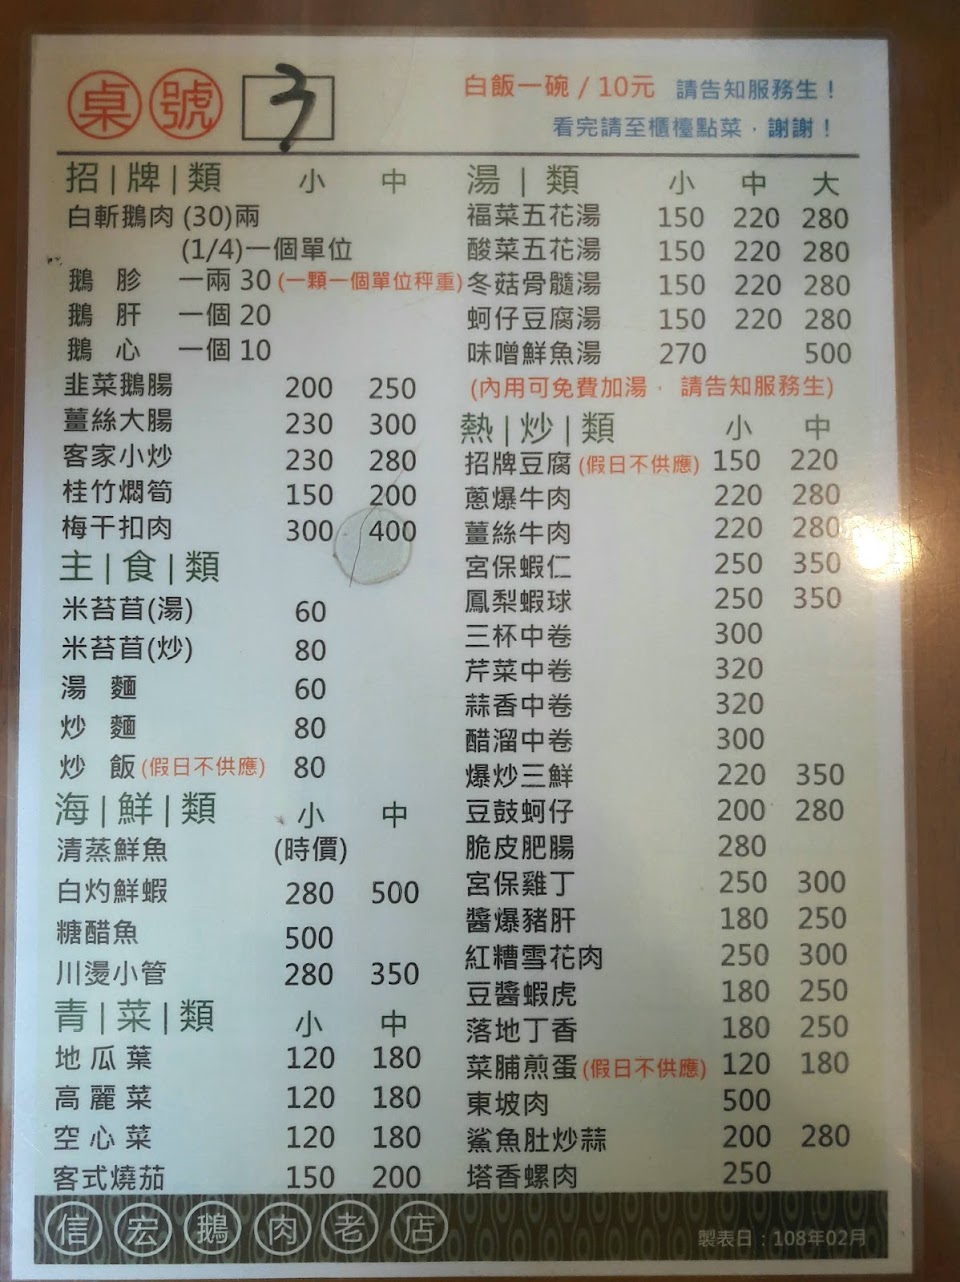 桌號 3
白飯一碗 / 10元 請告知服務生！
看完請至櫃檯點菜，謝謝！
招|牌|類 小 中
白斬鵝肉 (30)兩
(1/4)一個單位
鵝 胗 一兩 30 (一顆一個單位秤重)
鵝 肝 一個 20
鵝 心 一個 10
韭菜鵝腸 200 250
薑絲大腸 230 300
客家小炒 230 280
桂竹燜筍 150 200
梅干扣肉 300 400
主|食|類
米苔苜(湯) 60
米苔苜(炒) 80
湯 麵 60
炒 麵 80
炒 飯 (假日不供應) 80
海|鮮|類 小 中
清蒸鮮魚 (時價)
白灼鮮蝦 280 500
糖醋魚 500
川燙小管 280 350
青|菜|類 小 中
地瓜葉 120 180
高麗菜 120 180
空心菜 120 180
客式燒茄 150 200
湯|類 小 中 大
福菜五花湯 150 220 280
酸菜五花湯 150 220 280
冬菇骨髓湯 150 220 280
蚵仔豆腐湯 150 220 280
味噌鮮魚湯 270 500
(內用可免費加湯， 請告知服務生)
熱|炒|類 小 中
招牌豆腐 (假日不供應) 150 220
蔥爆牛肉 220 280
薑絲牛肉 220 280
宮保蝦仁 250 350
鳳梨蝦球 250 350
三杯中卷 300
芹菜中卷 320
蒜香中卷 320
醋溜中卷 300
爆炒三鮮 220 350
豆鼓蚵仔 200 280
脆皮肥腸 280
宮保雞丁 250 300
醬爆豬肝 180 250
紅糟雪花肉 250 300
豆醬蝦虎 180 250
落地丁香 180 250
菜脯煎蛋 (假日不供應) 120 180
東坡肉 500
鯊魚肚炒蒜 200 280
塔香螺肉 250
信宏鵝肉老店
製表日：108年02月